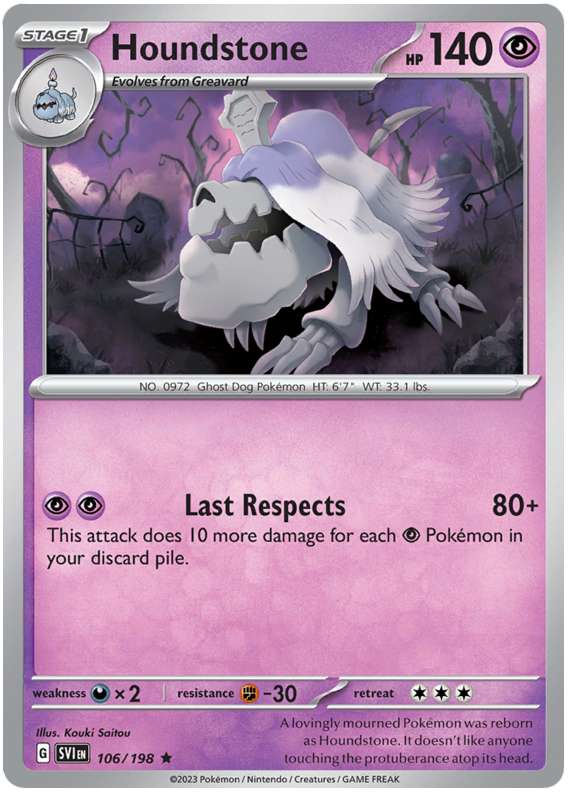 STAGE1
Houndstone
HP 140
Evolves from Greavard
NO. 0972 Ghost Dog Pokémon HT: 6'7" WT: 33.1 lbs.
Last Respects 80+
This attack does 10 more damage for each Pokémon in
your discard pile.
weakness ×2 resistance -30 retreat
Illus. Kouki Saitou
G SVI EN 106/198 ★
A lovingly mourned Pokémon was reborn
as Houndstone. It doesn't like anyone
touching the protuberance atop its head.
©2023 Pokémon / Nintendo / Creatures / GAME FREAK